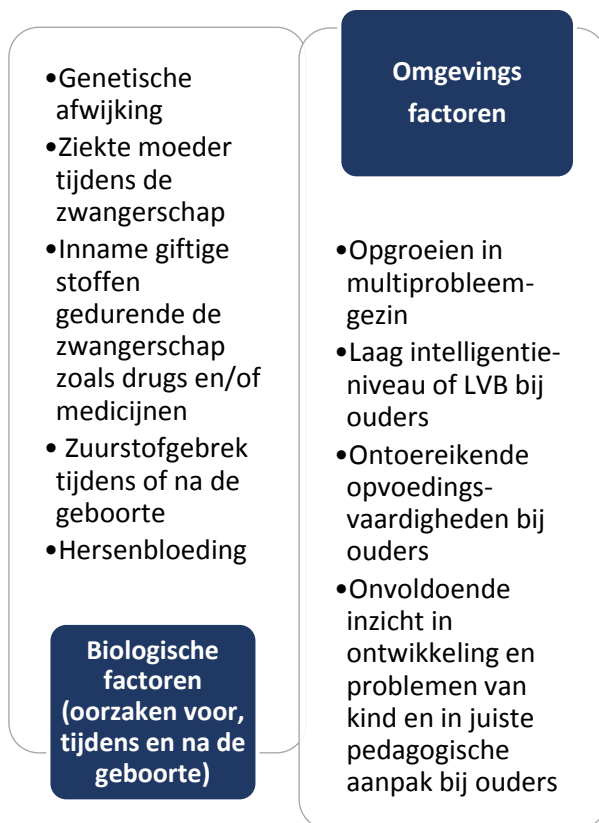 •Genetische
afwijking
•Ziekte moeder
tijdens de
zwangerschap
•Inname giftige
stoffen
gedurende de
zwangerschap
zoals drugs en/of
medicijnen
• Zuurstofgebrek
tijdens of na de
geboorte
•Hersenbloeding
Biologische
factoren
(oorzaken voor,
tijdens en na de
geboorte)
Omgevings
factoren
•Opgroeien in
multiprobleem-
gezin
•Laag intelligentie-
niveau of LVB bij
ouders
•Ontoereikende
opvoedings-
vaardigheden bij
ouders
•Onvoldoende
inzicht in
ontwikkeling en
problemen van
kind en in juiste
pedagogische
aanpak bij ouders